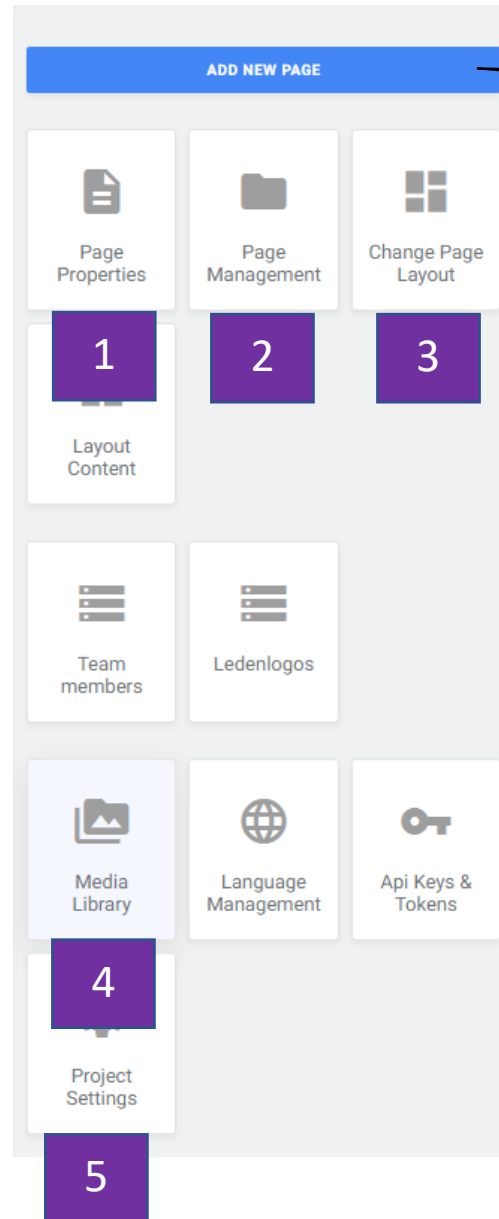 ADD NEW PAGE
Page
Properties
Page
Management
Change Page
Layout
1
2
3
Layout
Content
Team
members
Ledenlogos
Media
Library
Language
Management
Api Keys &
Tokens
4
Project
Settings
5